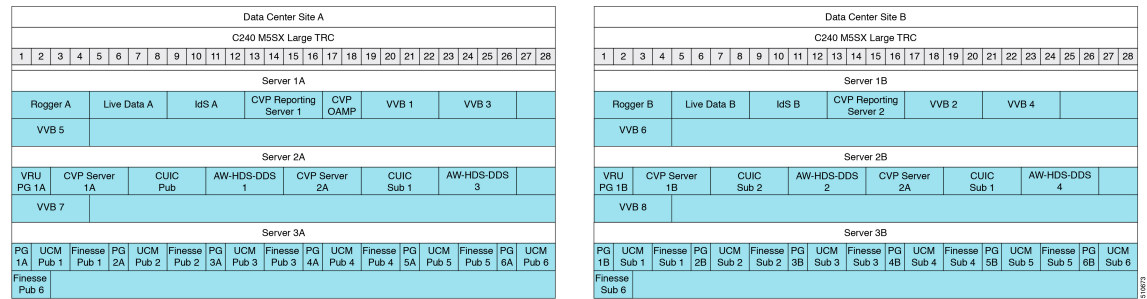 Data Center Site A
C240 M5SX Large TRC
1 2 3 4 5 6 7 8 9 10 11 12 13 14 15 16 17 18 19 20 21 22 23 24 25 26 27 28
Server 1A
Rogger A Live Data A IdS A CVP Reporting Server 1 CVP OAMP VVB 1 VVB 3
VVB 5
Server 2A
VRU PG 1A CVP Server 1A CUIC Pub AW-HDS-DDS 1 CVP Server 2A CUIC Sub 1 AW-HDS-DDS 3
VVB 7
Server 3A
PG 1A UCM Pub 1 Finesse Pub 1 PG 2A UCM Pub 2 Finesse Pub 2 PG 3A UCM Pub 3 Finesse Pub 3 PG 4A UCM Pub 4 Finesse Pub 4 PG 5A UCM Pub 5 Finesse Pub 5 PG 6A UCM Pub 6
Finesse Pub 6
Data Center Site B
C240 M5SX Large TRC
1 2 3 4 5 6 7 8 9 10 11 12 13 14 15 16 17 18 19 20 21 22 23 24 25 26 27 28
Server 1B
Rogger B Live Data B IdS B CVP Reporting Server 2 VVB 2 VVB 4
VVB 6
Server 2B
VRU PG 1B CVP Server 1B CUIC Sub 2 AW-HDS-DDS 2 CVP Server 2A CUIC Sub 1 AW-HDS-DDS 4
VVB 8
Server 3B
PG 1B UCM Sub 1 Finesse Sub 1 PG 2B UCM Sub 2 Finesse Sub 2 PG 3B UCM Sub 3 Finesse Sub 3 PG 4B UCM Sub 4 Finesse Sub 4 PG 5B UCM Sub 5 Finesse Sub 5 PG 6B UCM Sub 6
Finesse Sub 6